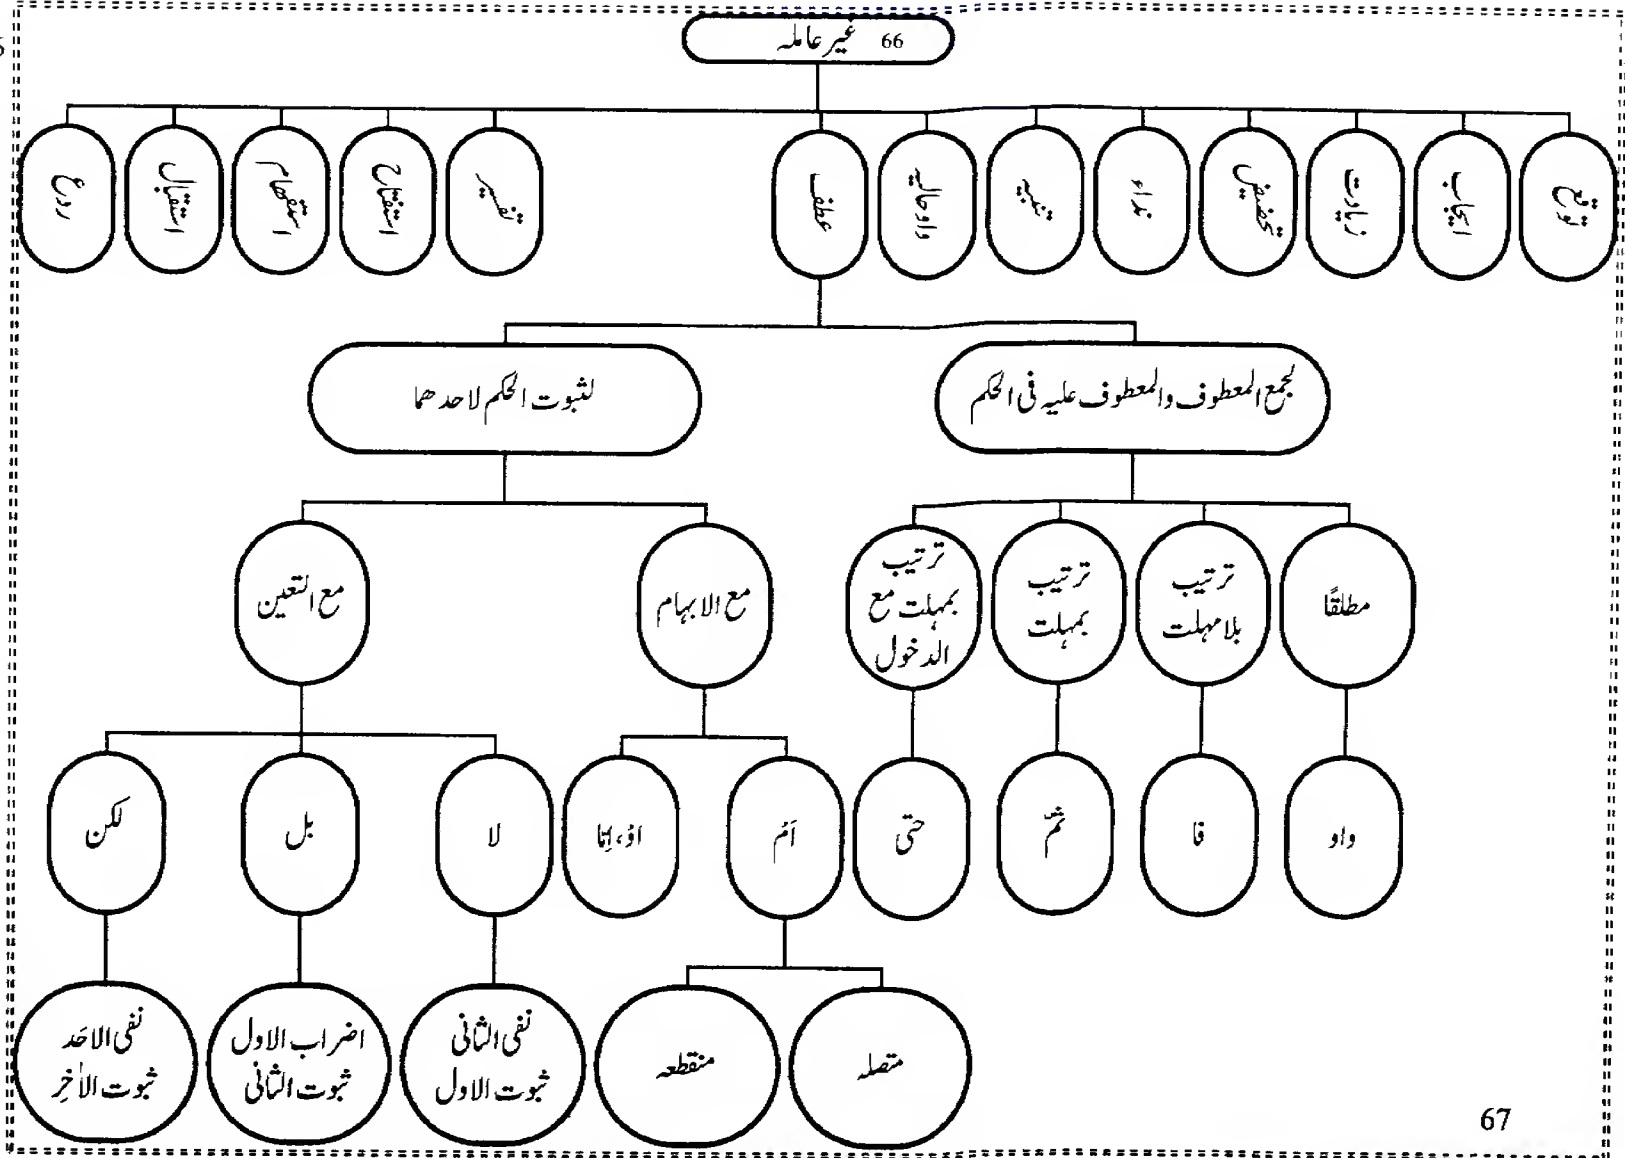 66 غیر عاملہ
توقع
ایجاب
زیادت
تحضیض
نداء
تنبیہ
واو حالیہ
عطف
تفسیر
استفتاح
استفہام
استقبال
ردع
لجمع المعطوف والمعطوف علیہ فی الحکم
لثبوت الحکم لاحدھما
مطلقًا
ترتیب
بلا مہلت
ترتیب
بمہلت
ترتیب
بمہلت مع
الدخول
مع الابہام
مع التعین
واو
فا
ثمّ
حتی
اَمْ
اوْ، اِمّا
لا
بل
لکن
متصلہ
منقطعہ
نفی الثانی
ثبوت الاول
اضراب الاول
ثبوت الثانی
نفی الاحَد
ثبوت الاٰخِر
67